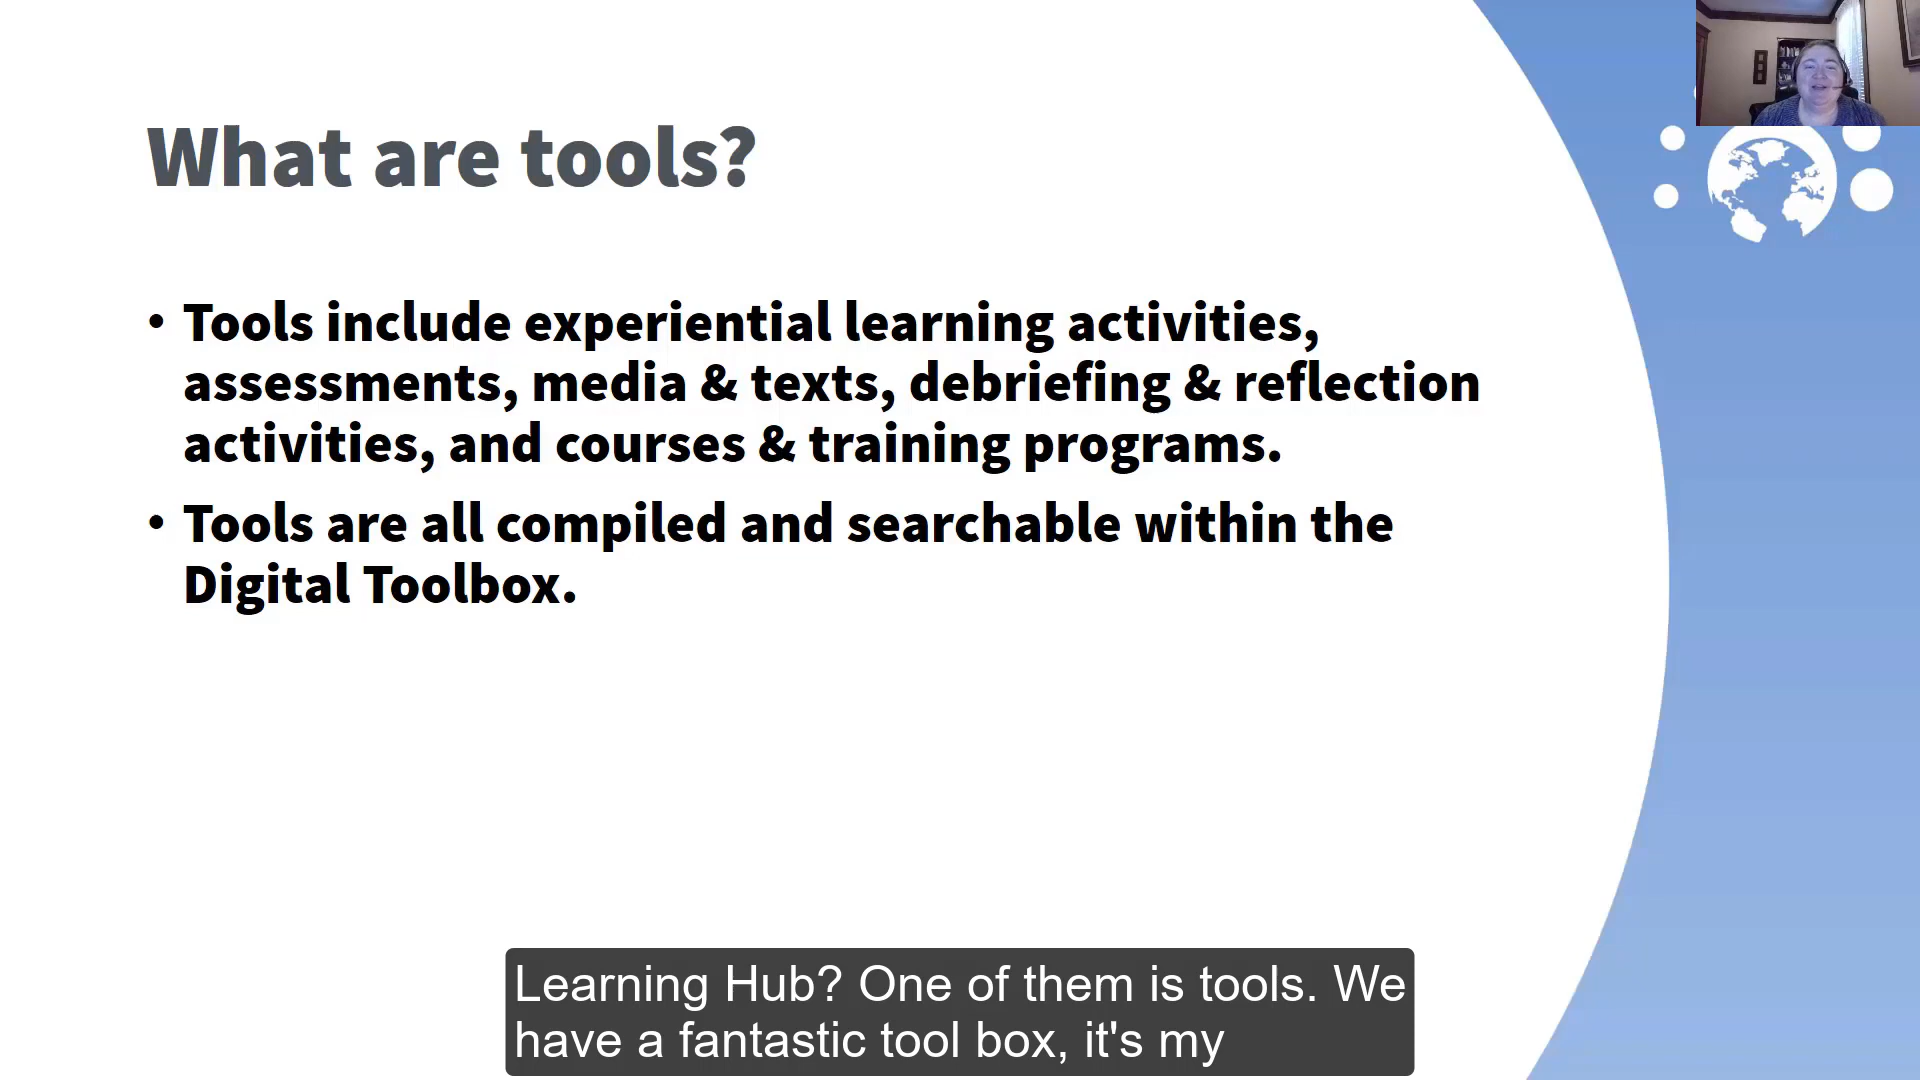 What are tools?
• Tools include experiential learning activities,
assessments, media & texts, debriefing & reflection
activities, and courses & training programs.
• Tools are all compiled and searchable within the
Digital Toolbox.
Learning Hub? One of them is tools. We
have a fantastic tool box, it's my